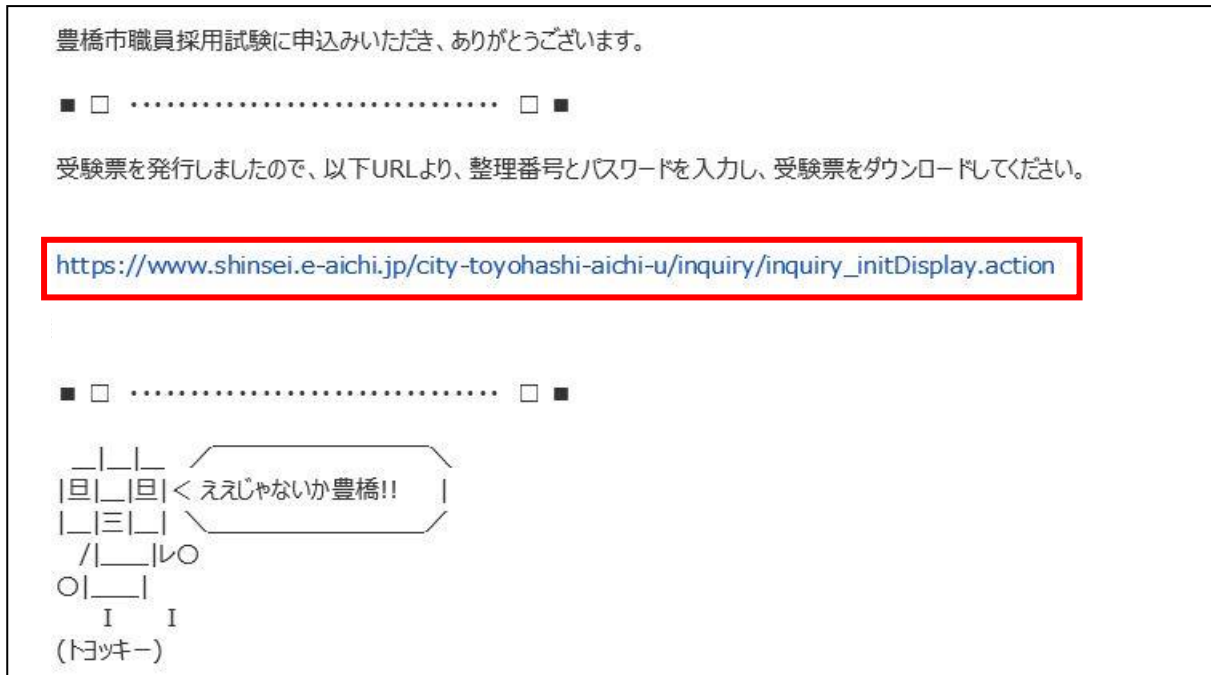 豊橋市職員採用試験に申込みいただき、ありがとうございます。
■ □ ‥‥‥‥‥‥‥‥‥‥‥‥‥‥‥ □ ■
受験票を発行しましたので、以下URLより、整理番号とパスワードを入力し、受験票をダウンロードしてください。
https://www.shinsei.e-aichi.jp/city-toyohashi-aichi-u/inquiry/inquiry_initDisplay.action
■ □ ‥‥‥‥‥‥‥‥‥‥‥‥‥‥‥ □ ■
__|__|__ ／￣￣￣￣￣￣￣￣￣＼
|旦|__|旦|＜ ええじゃないか豊橋!! |
|__|三|__| ＼＿＿＿＿＿＿＿＿＿／
/|____|レ○
○|____|
I I
(トヨッキー)